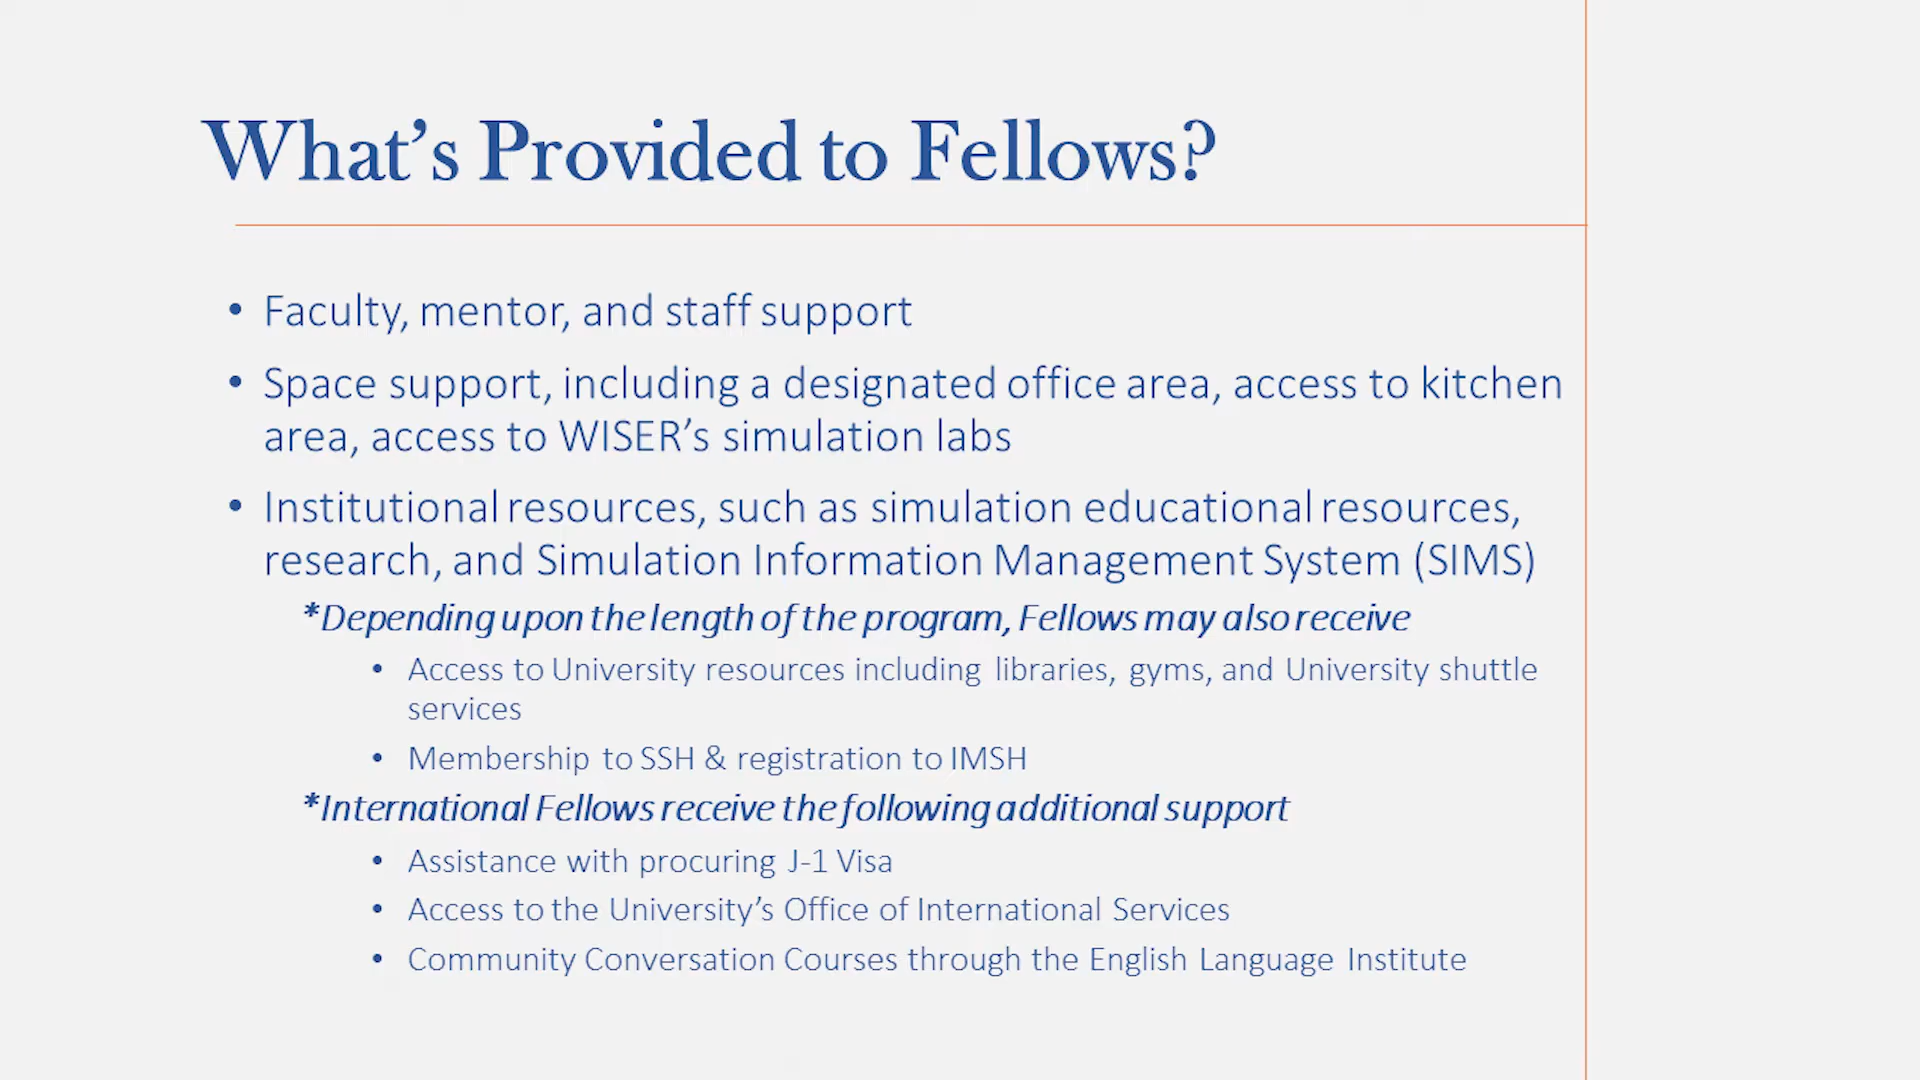 What’s Provided to Fellows?
• Faculty, mentor, and staff support
• Space support, including a designated office area, access to kitchen
area, access to WISER’s simulation labs
• Institutional resources, such as simulation educational resources,
research, and Simulation Information Management System (SIMS)
*Depending upon the length of the program, Fellows may also receive
• Access to University resources including libraries, gyms, and University shuttle
services
• Membership to SSH & registration to IMSH
*International Fellows receive the following additional support
• Assistance with procuring J-1 Visa
• Access to the University’s Office of International Services
• Community Conversation Courses through the English Language Institute